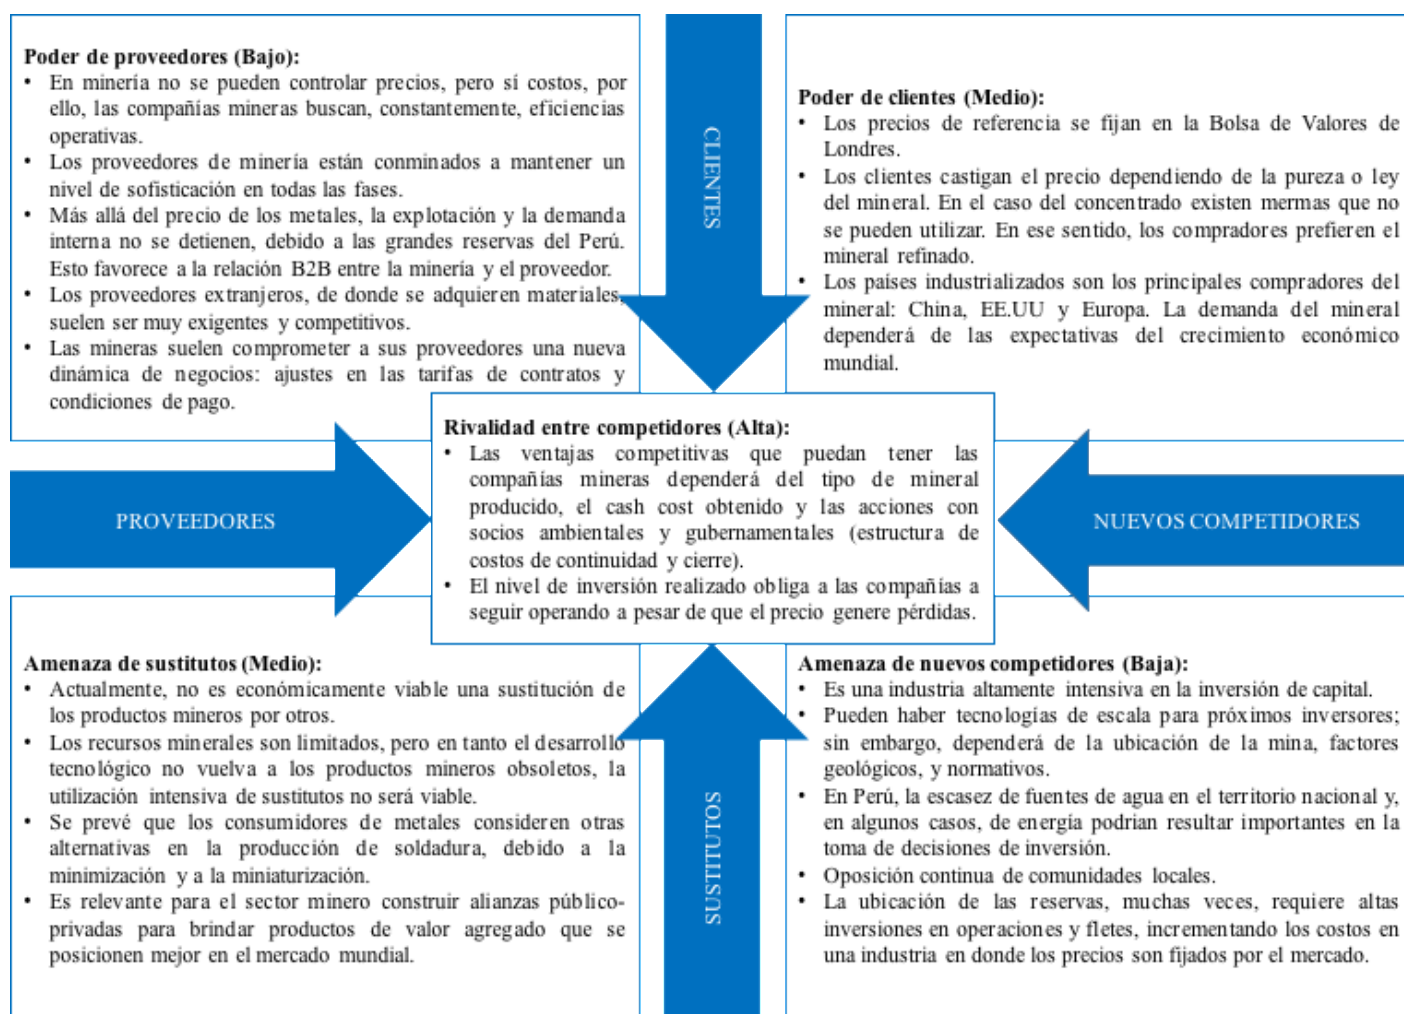 Poder de proveedores (Bajo):
• En minería no se pueden controlar precios, pero sí costos, por
ello, las compañías mineras buscan, constantemente, eficiencias
operativas.
• Los proveedores de minería están conminados a mantener un
nivel de sofisticación en todas las fases.
• Más allá del precio de los metales, la explotación y la demanda
interna no se detienen, debido a las grandes reservas del Perú.
Esto favorece a la relación B2B entre la minería y el proveedor.
• Los proveedores extranjeros, de donde se adquieren materiales,
suelen ser muy exigentes y competitivos.
• Las mineras suelen comprometer a sus proveedores una nueva
dinámica de negocios: ajustes en las tarifas de contratos y
condiciones de pago.
CLIENTES
Poder de clientes (Medio):
• Los precios de referencia se fijan en la Bolsa de Valores de
Londres.
• Los clientes castigan el precio dependiendo de la pureza o ley
del mineral. En el caso del concentrado existen mermas que no
se pueden utilizar. En ese sentido, los compradores prefieren el
mineral refinado.
• Los países industrializados son los principales compradores del
mineral: China, EE.UU y Europa. La demanda del mineral
dependerá de las expectativas del crecimiento económico
mundial.
PROVEEDORES
Rivalidad entre competidores (Alta):
• Las ventajas competitivas que puedan tener las
compañías mineras dependerá del tipo de mineral
producido, el cash cost obtenido y las acciones con
socios ambientales y gubernamentales (estructura de
costos de continuidad y cierre).
• El nivel de inversión realizado obliga a las compañías a
seguir operando a pesar de que el precio genere pérdidas.
NUEVOS COMPETIDORES
Amenaza de sustitutos (Medio):
• Actualmente, no es económicamente viable una sustitución de
los productos mineros por otros.
• Los recursos minerales son limitados, pero en tanto el desarrollo
tecnológico no vuelva a los productos mineros obsoletos, la
utilización intensiva de sustitutos no será viable.
• Se prevé que los consumidores de metales consideren otras
alternativas en la producción de soldadura, debido a la
minimización y a la miniaturización.
• Es relevante para el sector minero construir alianzas público-
privadas para brindar productos de valor agregado que se
posicionen mejor en el mercado mundial.
SUSTITUTOS
Amenaza de nuevos competidores (Baja):
• Es una industria altamente intensiva en la inversión de capital.
• Pueden haber tecnologías de escala para próximos inversores;
sin embargo, dependerá de la ubicación de la mina, factores
geológicos, y normativos.
• En Perú, la escasez de fuentes de agua en el territorio nacional y,
en algunos casos, de energía podrian resultar importantes en la
toma de decisiones de inversión.
• Oposición continua de comunidades locales.
• La ubicación de las reservas, muchas veces, requiere altas
inversiones en operaciones y fletes, incrementando los costos en
una industria en donde los precios son fijados por el mercado.